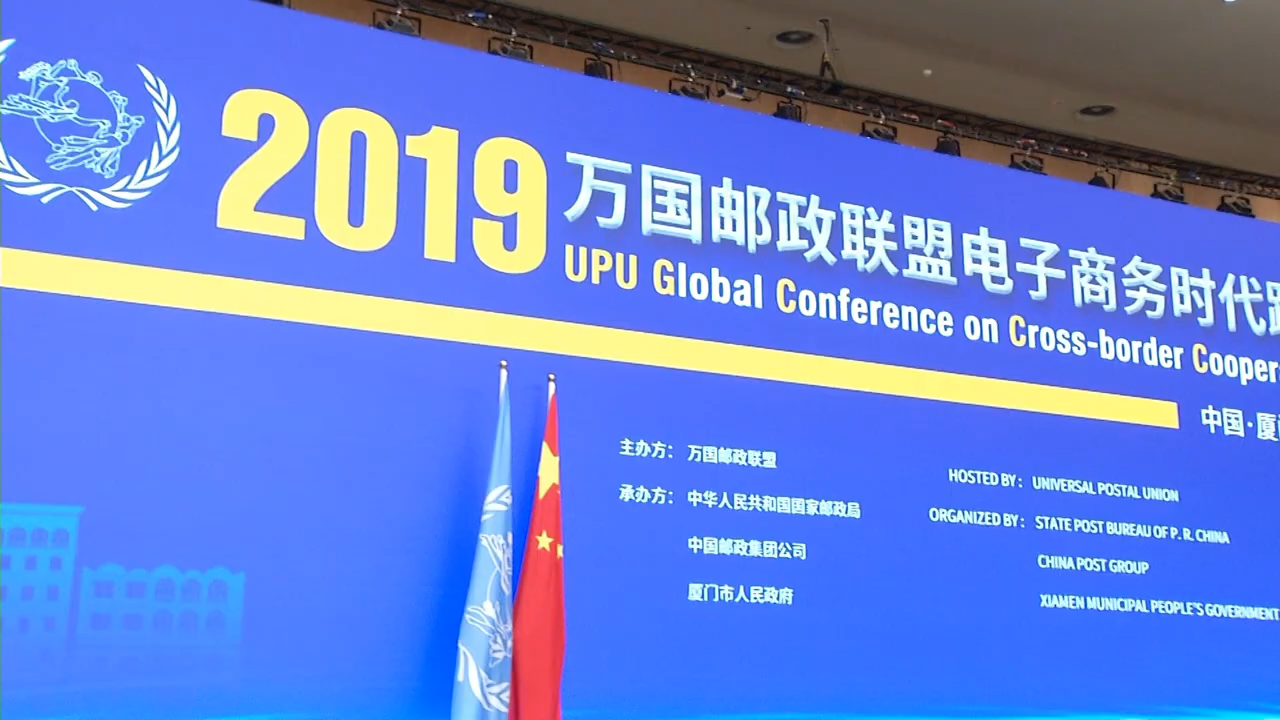 2019 万国邮政联盟电子商务时代跨
UPU Global Conference on Cross-border Cooper
中国·厦门
主办方： 万国邮政联盟
承办方： 中华人民共和国国家邮政局
中国邮政集团公司
厦门市人民政府
HOSTED BY： UNIVERSAL POSTAL UNION
ORGANIZED BY： STATE POST BUREAU OF P. R. CHINA
CHINA POST GROUP
XIAMEN MUNICIPAL PEOPLE'S GOVERNMENT